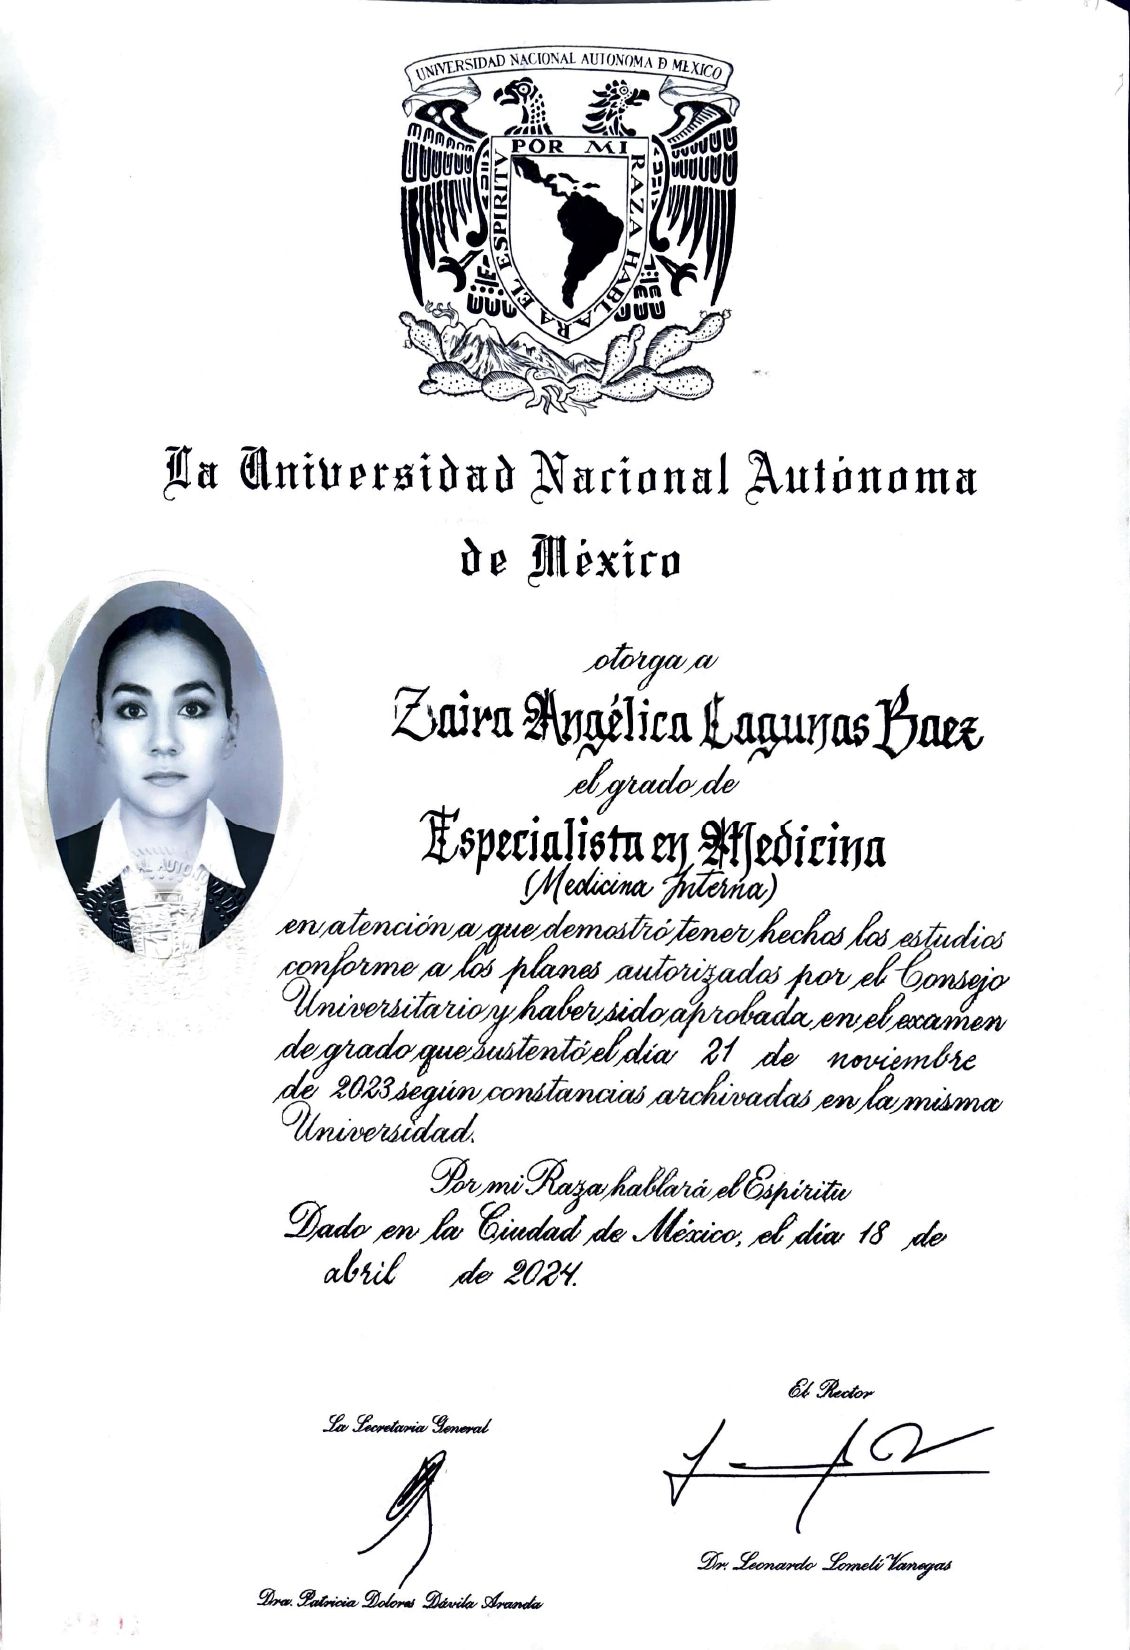 UNIVERSIDAD NACIONAL AUTONOMA D MEXICO
POR MI RAZA HABLARA EL ESPIRITU
La Universidad Nacional Autónoma
de México
otorga a
Zaira Angélica Lagunas Baez
el grado de
Especialista en Medicina
(Medicina Interna)
en atención a que demostró tener hechos los estudios
conforme a los planes autorizados por el Consejo
Universitario y haber sido aprobada en el examen
de grado que sustentó el día 21 de noviembre
de 2023 según constancias archivadas en la misma
Universidad.
Por mi Raza hablará el Espíritu
Dado en la Ciudad de México, el día 18 de
abril de 2024.
El Rector
La Secretaria General
Dr. Leonardo Lomelí Vanegas
Dra. Patricia Dolores Dávila Aranda